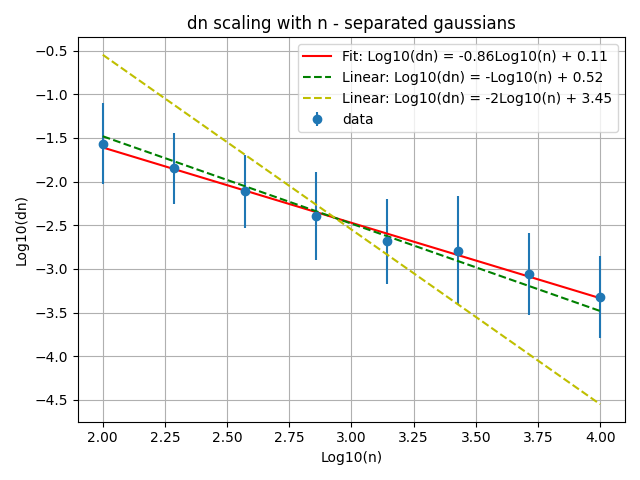 dn scaling with n - separated gaussians
Fit: Log10(dn) = -0.86Log10(n) + 0.11
Linear: Log10(dn) = -Log10(n) + 0.52
Linear: Log10(dn) = -2Log10(n) + 3.45
data
Log10(dn)
−0.5
−1.0
−1.5
−2.0
−2.5
−3.0
−3.5
−4.0
−4.5
2.00 2.25 2.50 2.75 3.00 3.25 3.50 3.75 4.00
Log10(n)